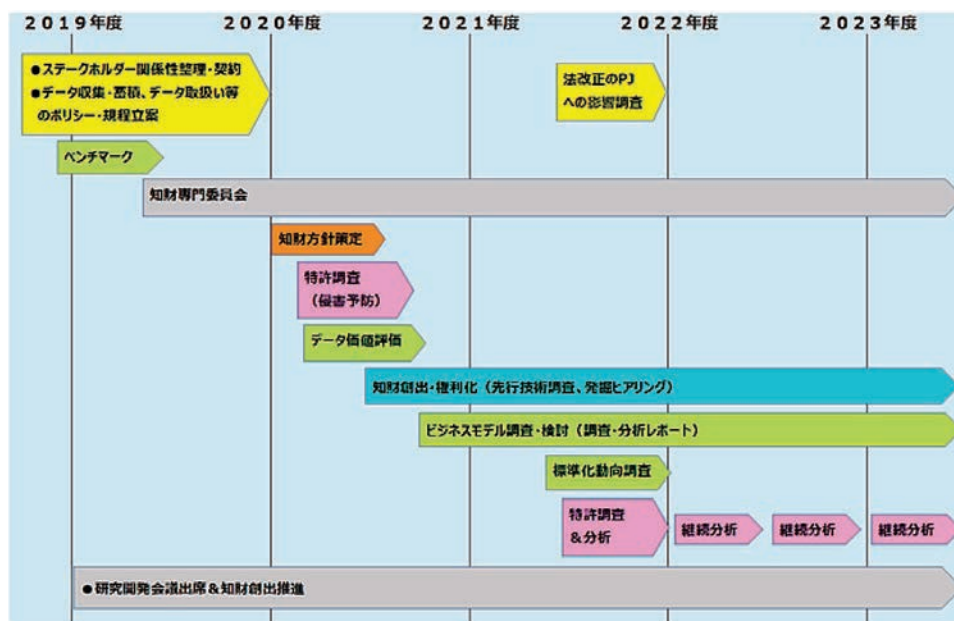 2019年度 2020年度 2021年度 2022年度 2023年度
●ステークホルダー関係性整理・契約
●データ収集・蓄積、データ取扱い等
のポリシー・規程立案
法改正のPJ
への影響調査
ベンチマーク
知財専門委員会
知財方針策定
特許調査
（侵害予防）
データ価値評価
知財創出・権利化（先行技術調査、発掘ヒアリング）
ビジネスモデル調査・検討（調査・分析レポート）
標準化動向調査
特許調査
＆分析
継続分析 継続分析 継続分析
●研究開発会議出席＆知財創出推進